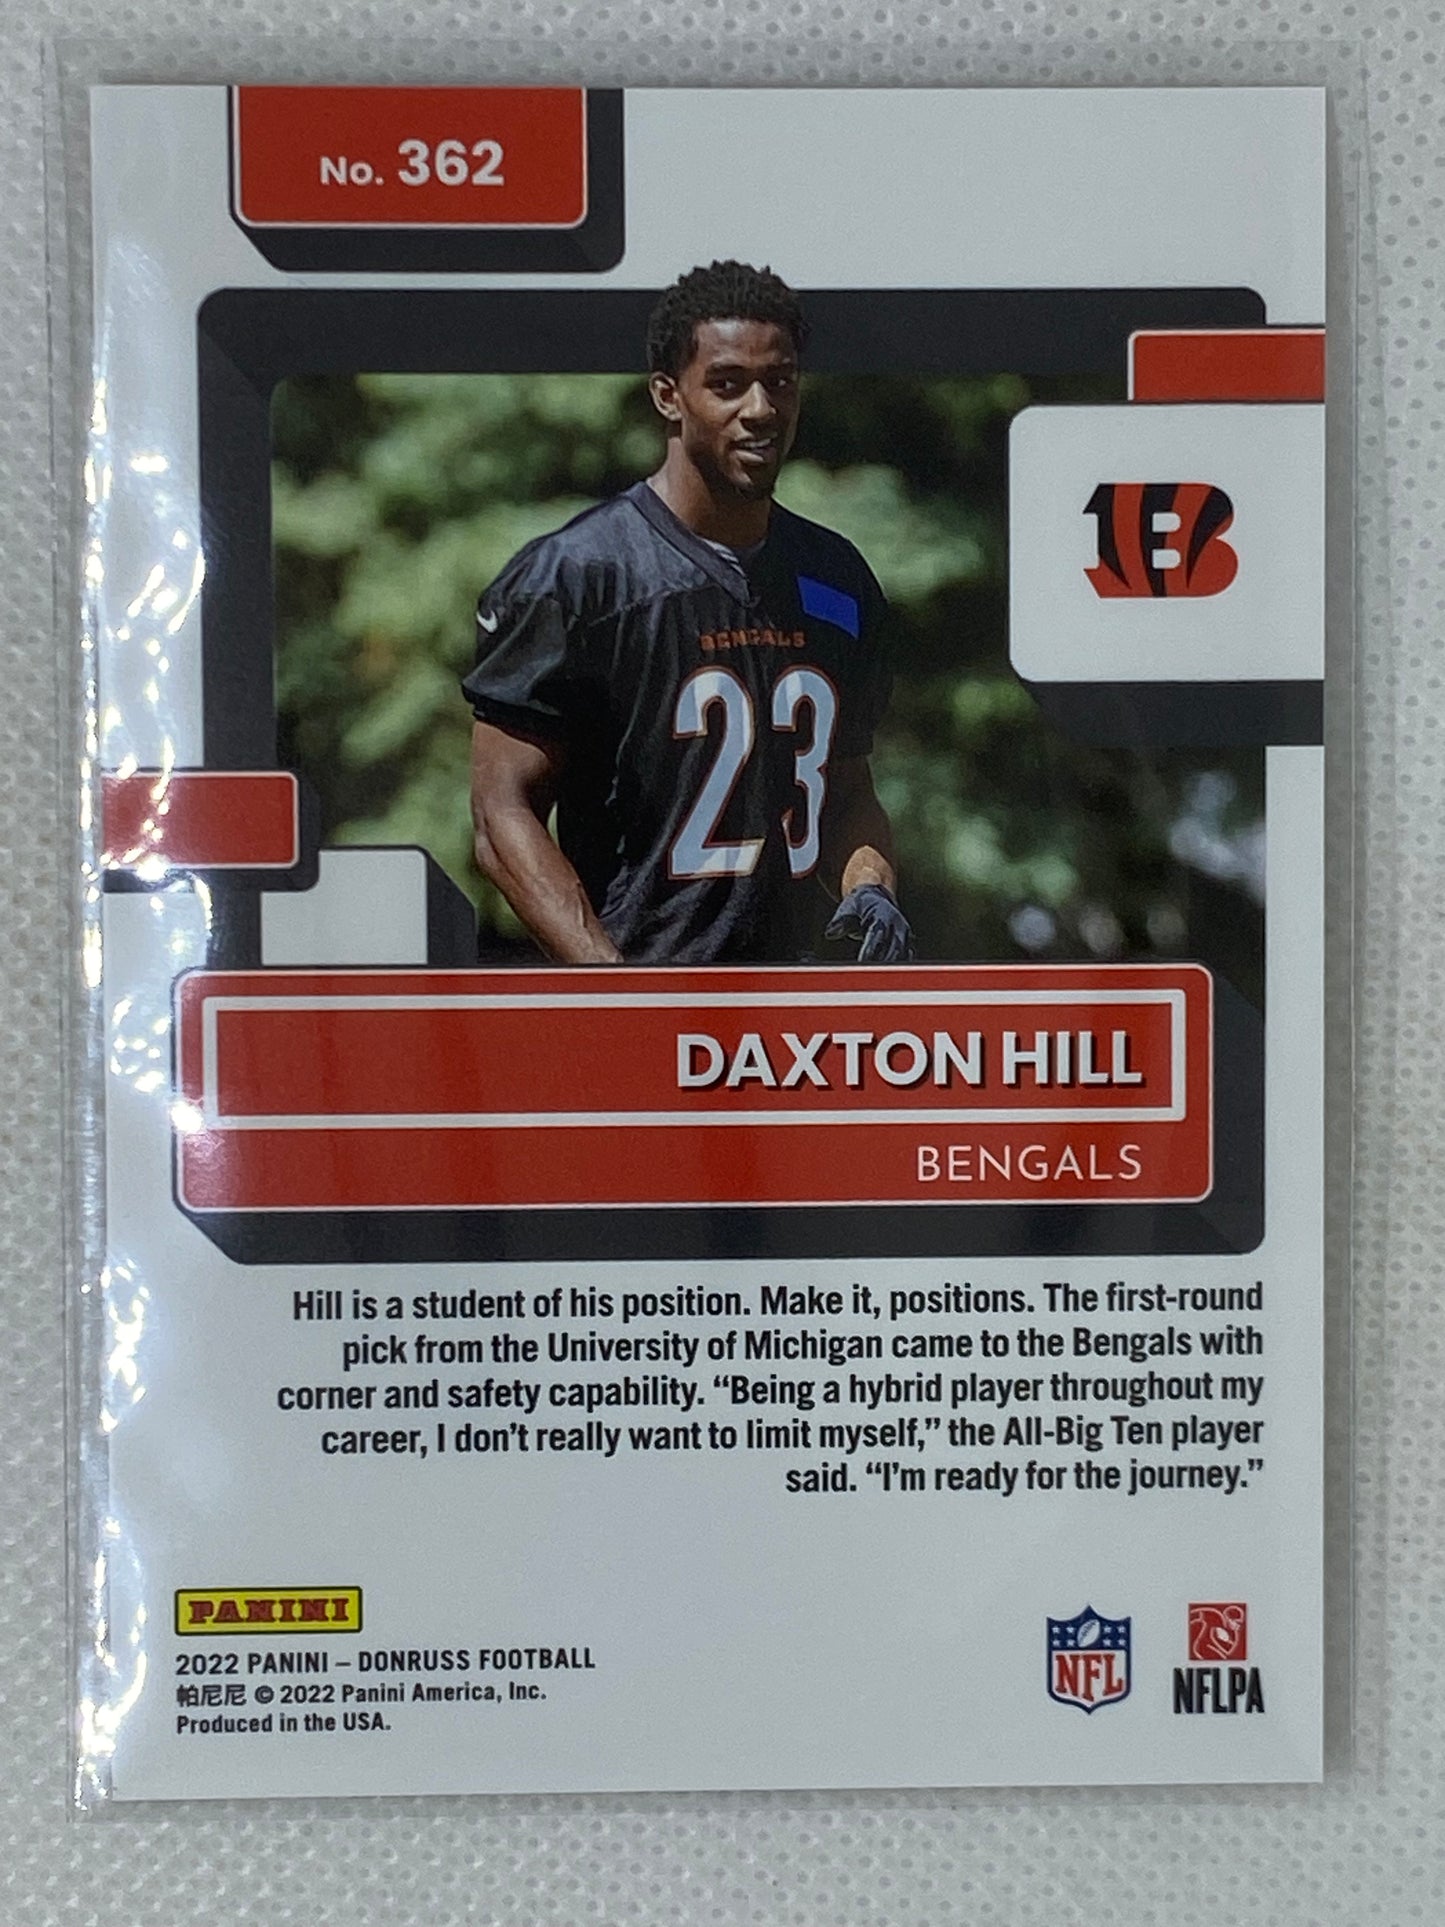 No. 362
B
BENGALS
23
DAXTON HILL
BENGALS
Hill is a student of his position. Make it, positions. The first-round
pick from the University of Michigan came to the Bengals with
corner and safety capability. “Being a hybrid player throughout my
career, I don’t really want to limit myself,” the All-Big Ten player
said. “I’m ready for the journey.”
PANINI
2022 PANINI – DONRUSS FOOTBALL
帕尼尼 © 2022 Panini America, Inc.
Produced in the USA.
NFL
NFLPA